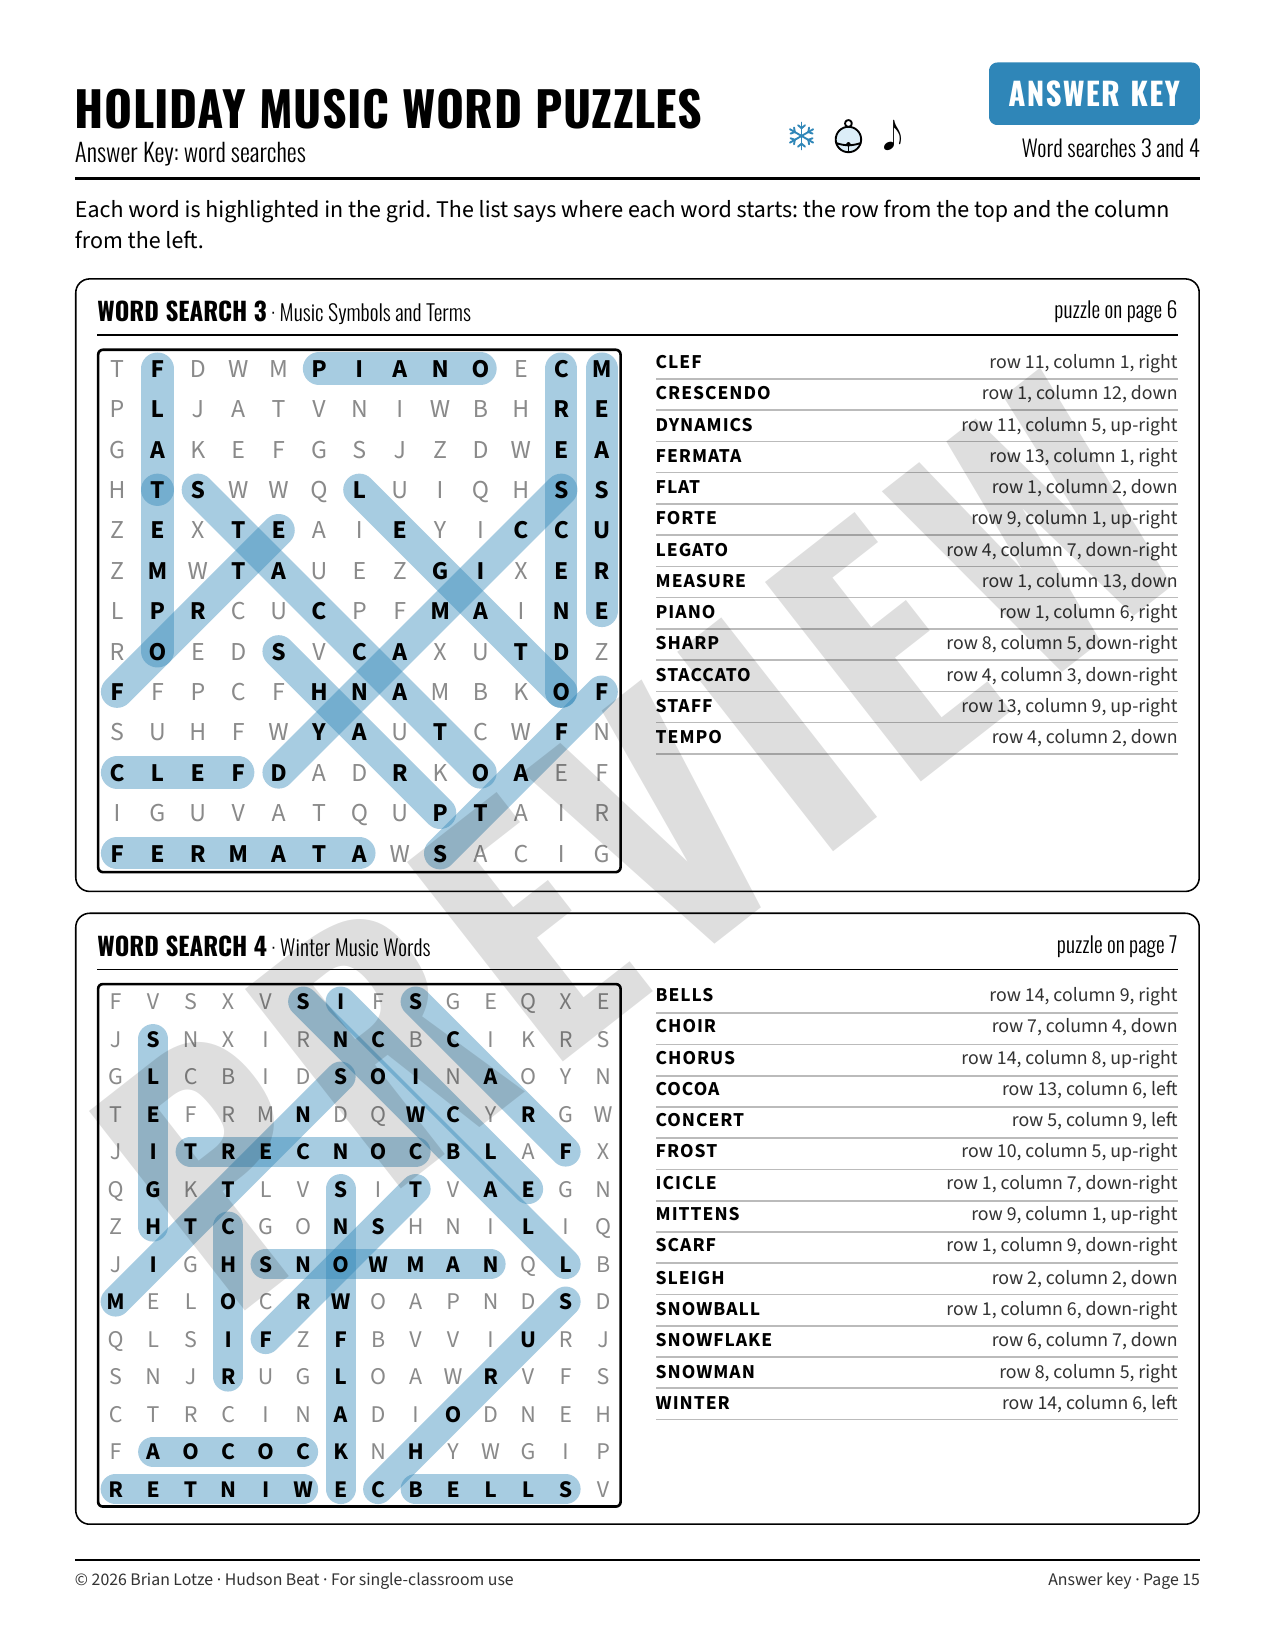 HOLIDAY MUSIC WORD PUZZLES
Answer Key: word searches
ANSWER KEY
Word searches 3 and 4
Each word is highlighted in the grid. The list says where each word starts: the row from the top and the column
from the left.
WORD SEARCH 3 · Music Symbols and Terms
puzzle on page 6
T F D W M P I A N O E C M
P L J A T V N I W B H R E
G A K E F G S J Z D W E A
H T S W W Q L U I Q H S S
Z E X T E A I E Y I C C U
Z M W T A U E Z G I X E R
L P R C U C P F M A I N E
R O E D S V C A X U T D Z
F F P C F H N A M B K O F
S U H F W Y A U T C W F N
C L E F D A D R K O A E F
I G U V A T Q U P T A I R
F E R M A T A W S A C I G
CLEF row 11, column 1, right
CRESCENDO row 1, column 12, down
DYNAMICS row 11, column 5, up-right
FERMATA row 13, column 1, right
FLAT row 1, column 2, down
FORTE row 9, column 1, up-right
LEGATO row 4, column 7, down-right
MEASURE row 1, column 13, down
PIANO row 1, column 6, right
SHARP row 8, column 5, down-right
STACCATO row 4, column 3, down-right
STAFF row 13, column 9, up-right
TEMPO row 4, column 2, down
WORD SEARCH 4 · Winter Music Words
puzzle on page 7
F V S X V S I F S G E Q X E
J S N X I R N C B C I K R S
G L C B I D S O I N A O Y N
T E F R M N D Q W C Y R G W
J I T R E C N O C B L A F X
Q G K T L V S I T V A E G N
Z H T C G O N S H N I L I Q
J I G H S N O W M A N Q L B
M E L O C R W O A P N D S D
Q L S I F Z F B V V I U R J
S N J R U G L O A W R V F S
C T R C I N A D I O D N E H
F A O C O C K N H Y W G I P
R E T N I W E C B E L L S V
BELLS row 14, column 9, right
CHOIR row 7, column 4, down
CHORUS row 14, column 8, up-right
COCOA row 13, column 6, left
CONCERT row 5, column 9, left
FROST row 10, column 5, up-right
ICICLE row 1, column 7, down-right
MITTENS row 9, column 1, up-right
SCARF row 1, column 9, down-right
SLEIGH row 2, column 2, down
SNOWBALL row 1, column 6, down-right
SNOWFLAKE row 6, column 7, down
SNOWMAN row 8, column 5, right
WINTER row 14, column 6, left
PREVIEW
© 2026 Brian Lotze · Hudson Beat · For single-classroom use
Answer key · Page 15